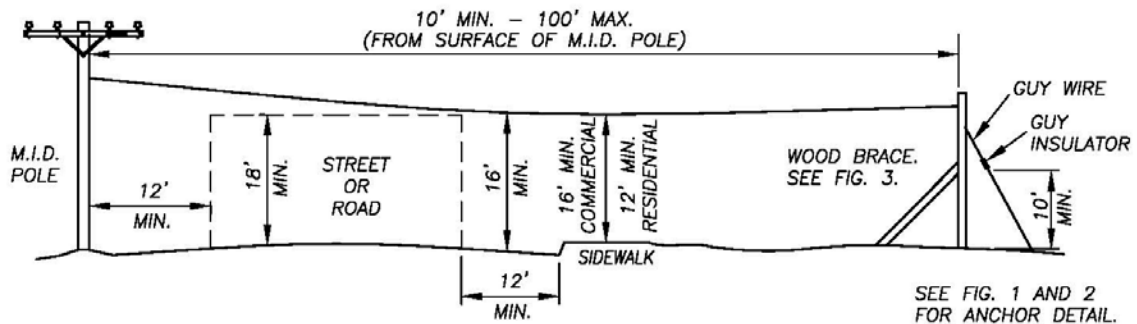 10' MIN. - 100' MAX.
(FROM SURFACE OF M.I.D. POLE)
GUY WIRE
GUY
INSULATOR
M.I.D.
POLE
12'
MIN.
18'
MIN.
STREET
OR
ROAD
16'
MIN.
16' MIN.
COMMERCIAL
12' MIN.
RESIDENTIAL
WOOD BRACE.
SEE FIG. 3.
10'
MIN.
SIDEWALK
12'
MIN.
SEE FIG. 1 AND 2
FOR ANCHOR DETAIL.